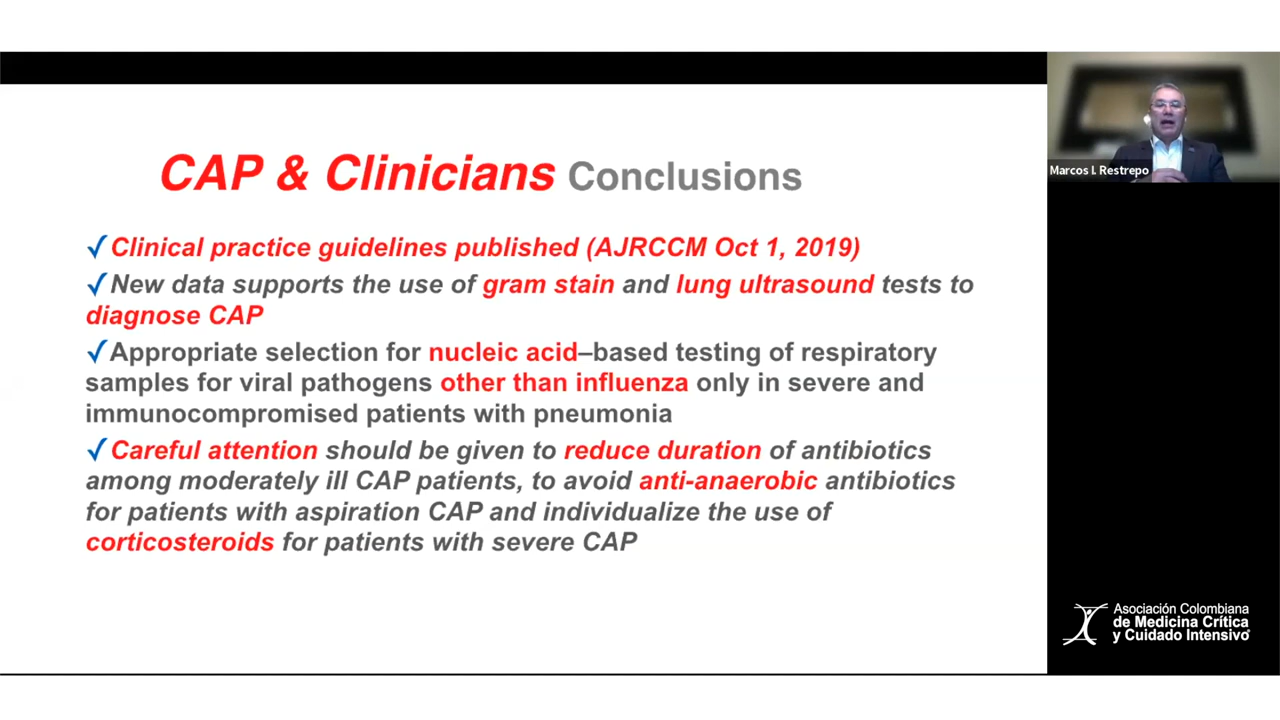 CAP & Clinicians Conclusions
✓Clinical practice guidelines published (AJRCCM Oct 1, 2019)
✓New data supports the use of gram stain and lung ultrasound tests to
diagnose CAP
✓Appropriate selection for nucleic acid–based testing of respiratory
samples for viral pathogens other than influenza only in severe and
immunocompromised patients with pneumonia
✓Careful attention should be given to reduce duration of antibiotics
among moderately ill CAP patients, to avoid anti-anaerobic antibiotics
for patients with aspiration CAP and individualize the use of
corticosteroids for patients with severe CAP
Marcos I. Restrepo
Asociación Colombiana
de Medicina Crítica
y Cuidado Intensivo